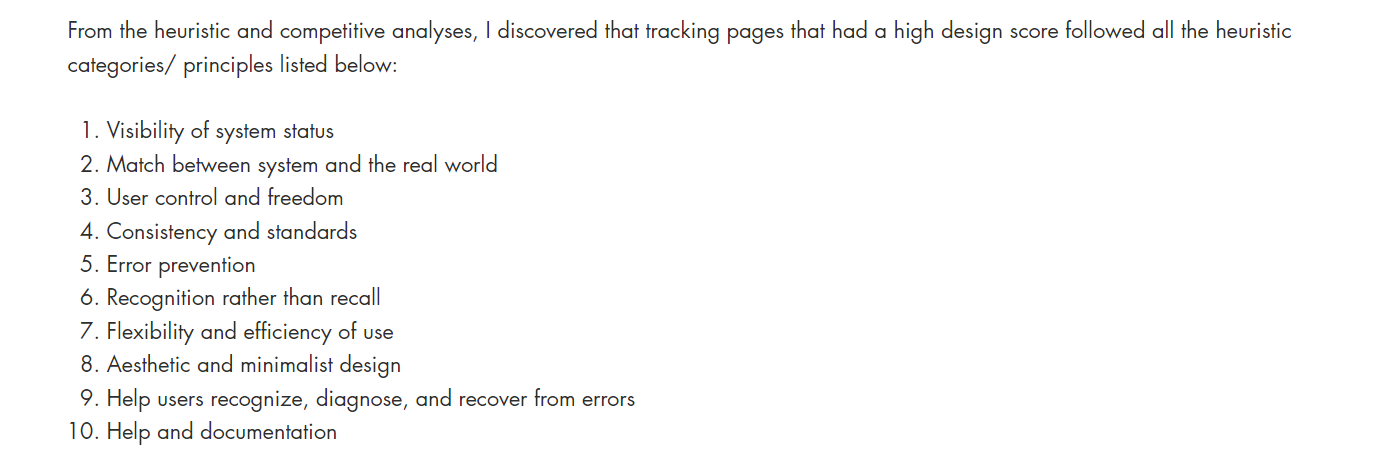 From the heuristic and competitive analyses, I discovered that tracking pages that had a high design score followed all the heuristic
categories/ principles listed below:
1. Visibility of system status
2. Match between system and the real world
3. User control and freedom
4. Consistency and standards
5. Error prevention
6. Recognition rather than recall
7. Flexibility and efficiency of use
8. Aesthetic and minimalist design
9. Help users recognize, diagnose, and recover from errors
10. Help and documentation